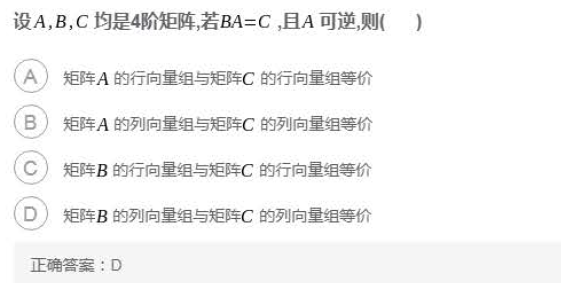 设A,B,C 均是4阶矩阵,若BA=C ,且A 可逆,则( )
A 矩阵A 的行向量组与矩阵C 的行向量组等价
B 矩阵A 的列向量组与矩阵C 的列向量组等价
C 矩阵B 的行向量组与矩阵C 的行向量组等价
D 矩阵B 的列向量组与矩阵C 的列向量组等价
正确答案：D